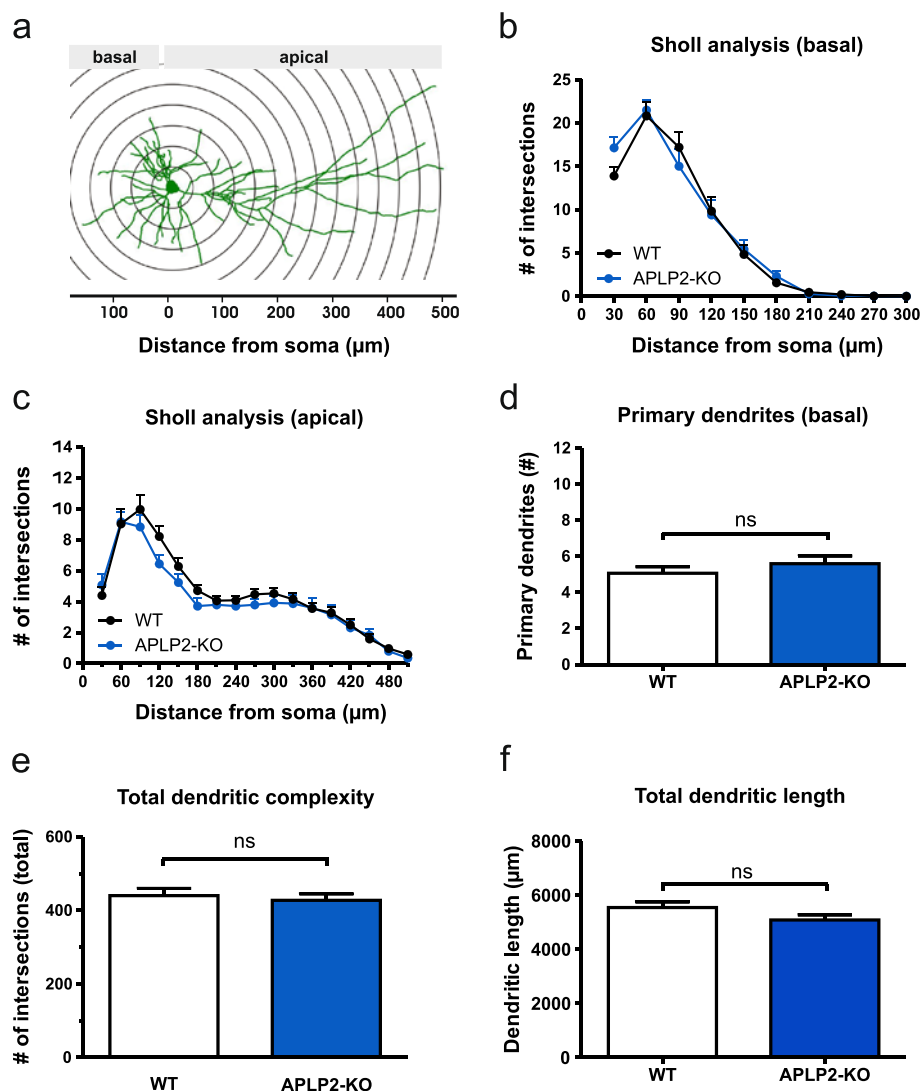 a
basal apical
100 0 100 200 300 400 500
Distance from soma (µm)
b
Sholl analysis (basal)
# of intersections
25
20
15
10
5
0
WT
APLP2-KO
0 30 60 90 120 150 180 210 240 270 300
Distance from soma (µm)
c
Sholl analysis (apical)
# of intersections
14
12
10
8
6
4
2
0
WT
APLP2-KO
0 60 120 180 240 300 360 420 480
Distance from soma (µm)
d
Primary dendrites (basal)
Primary dendrites (#)
12
10
8
6
4
2
0
ns
WT APLP2-KO
e
Total dendritic complexity
# of intersections (total)
600
400
200
0
ns
WT APLP2-KO
f
Total dendritic length
Dendritic length (µm)
8000
6000
4000
2000
0
ns
WT APLP2-KO